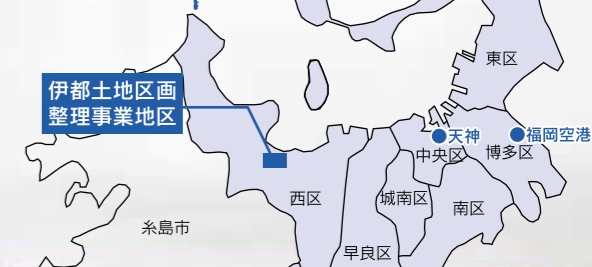 東区
伊都土地区画
整理事業地区
天神
福岡空港
中央区
博多区
西区
城南区
南区
糸島市
早良区